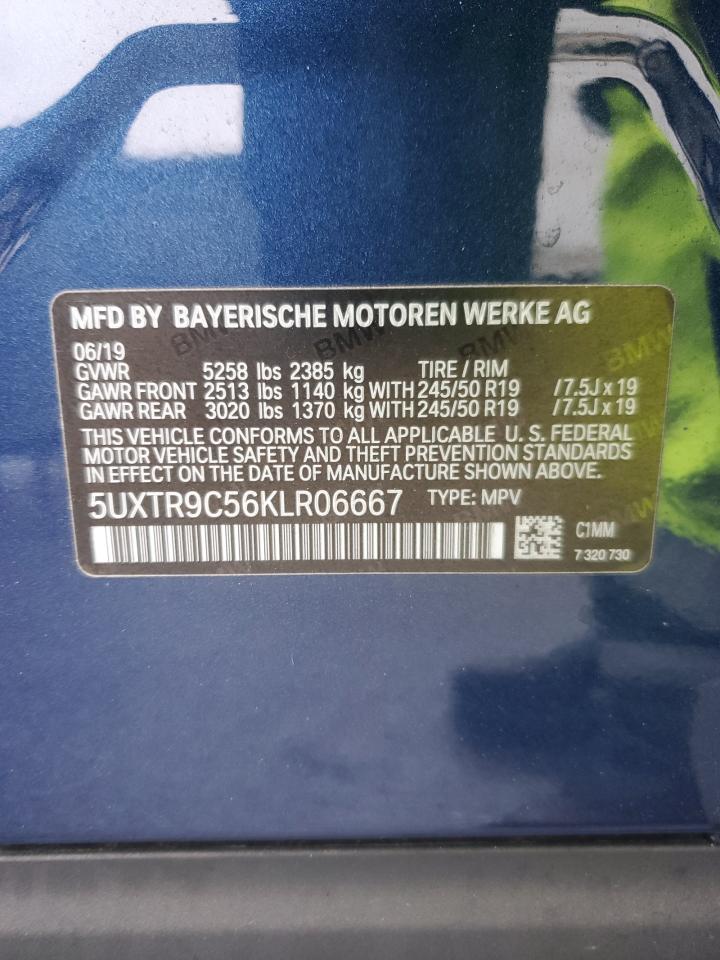 MFD BY BAYERISCHE MOTOREN WERKE AG
06/19
GVWR 5258 lbs 2385 kg TIRE / RIM
GAWR FRONT 2513 lbs 1140 kg WITH 245/50 R19 /7.5J x 19
GAWR REAR 3020 lbs 1370 kg WITH 245/50 R19 /7.5J x 19
THIS VEHICLE CONFORMS TO ALL APPLICABLE U. S. FEDERAL
MOTOR VEHICLE SAFETY AND THEFT PREVENTION STANDARDS
IN EFFECT ON THE DATE OF MANUFACTURE SHOWN ABOVE.
5UXTR9C56KLR06667 TYPE: MPV
C1MM
7 320 730